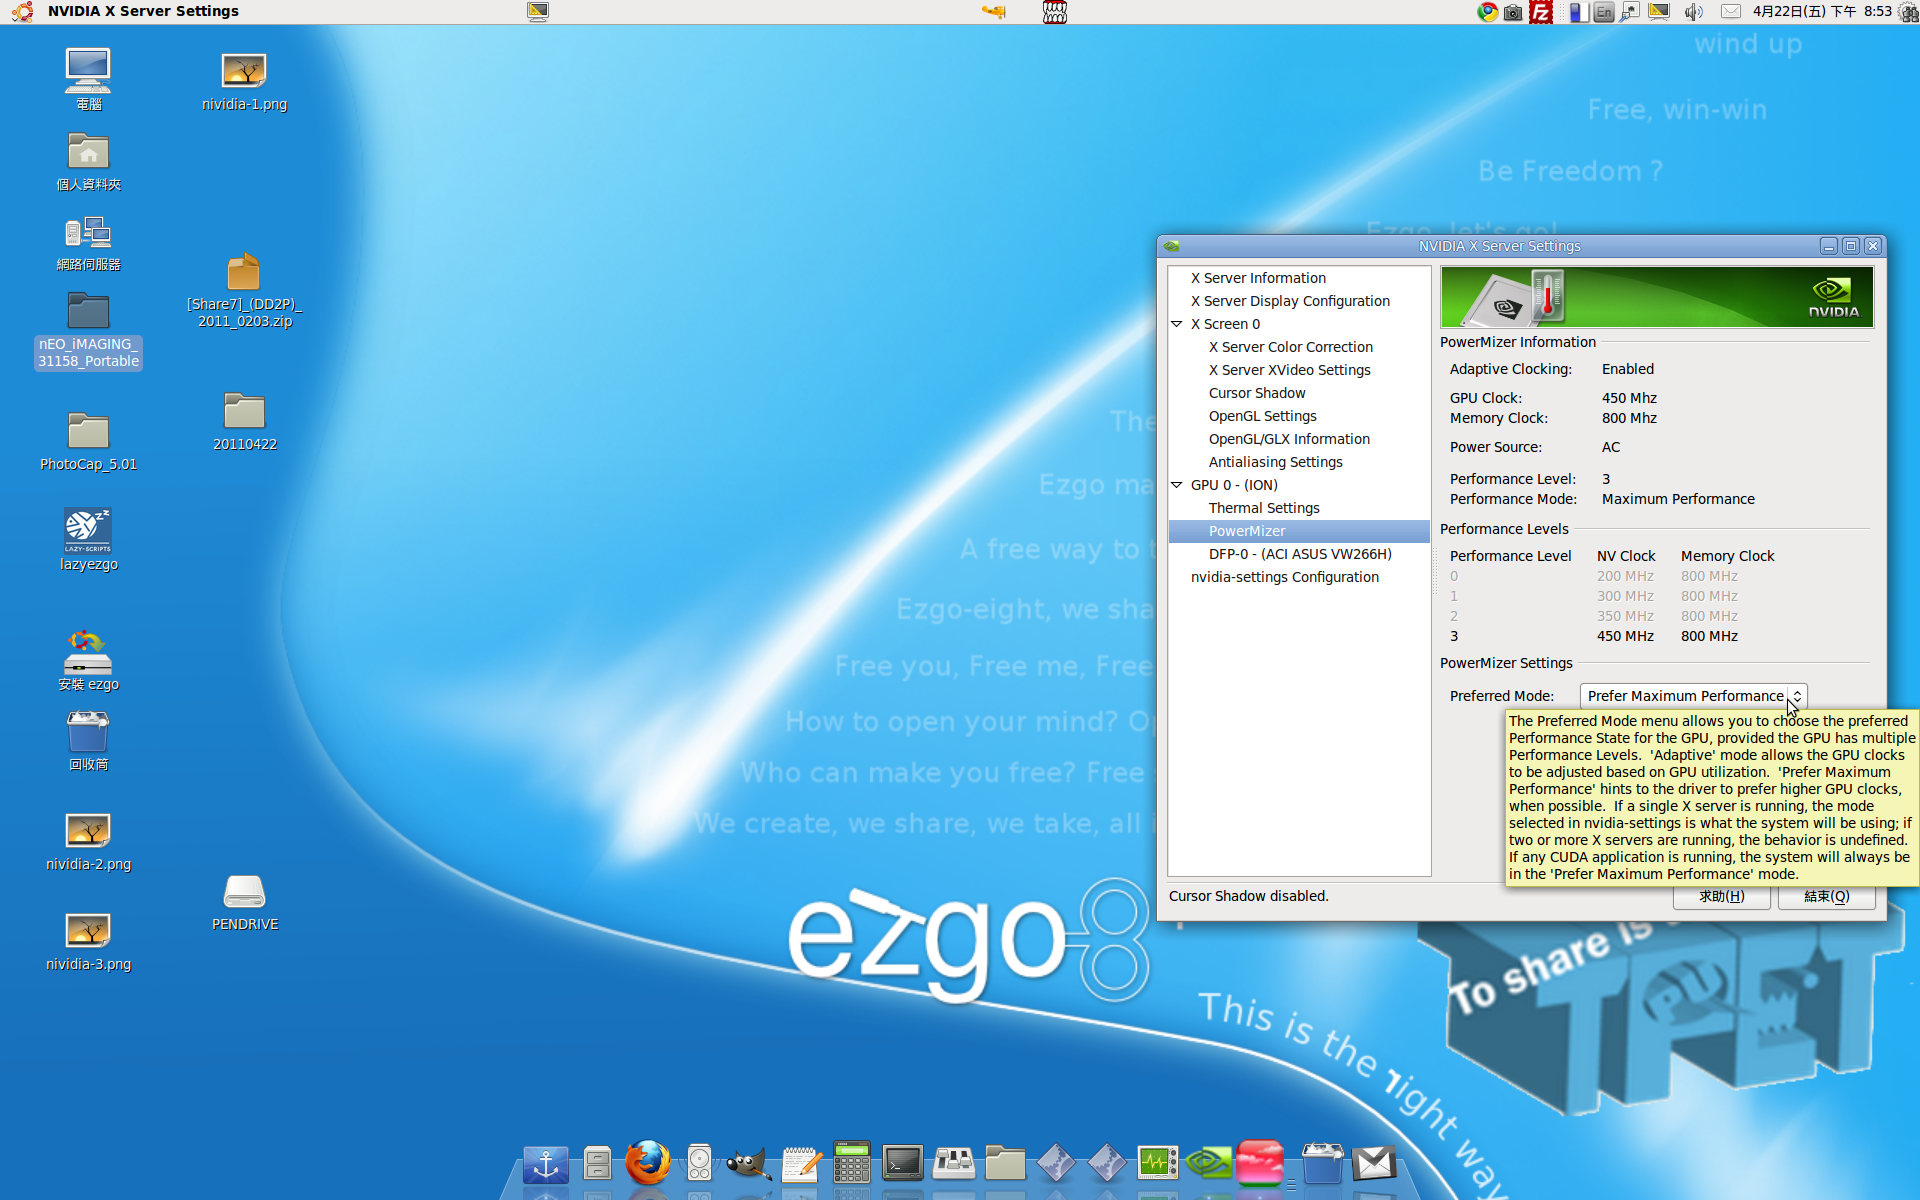 NVIDIA X Server Settings
En
4月22日(五) 下午 8:53
電腦
個人資料夾
網路伺服器
nEO_iMAGING_
31158_Portable
PhotoCap_5.01
LAZY-SCRIPTS
lazyezgo
安裝 ezgo
回收筒
nividia-2.png
nividia-3.png
nividia-1.png
[Share7]_(DD2P)_
2011_0203.zip
20110422
PENDRIVE
wind up
Free, win-win
Be Freedom ?
Ezgo, let's go!
The
Ezgo ma
A free way to t
Ezgo-eight, we sha
Free you, Free me, Free
How to open your mind? Op
Who can make you free? Free
We create, we share, we take, all i
ezgo8
This is the right way
To share is
NVIDIA X Server Settings
X Server Information
X Server Display Configuration
X Screen 0
X Server Color Correction
X Server XVideo Settings
Cursor Shadow
OpenGL Settings
OpenGL/GLX Information
Antialiasing Settings
GPU 0 - (ION)
Thermal Settings
PowerMizer
DFP-0 - (ACI ASUS VW266H)
nvidia-settings Configuration
NVIDIA
PowerMizer Information
Adaptive Clocking: Enabled
GPU Clock: 450 Mhz
Memory Clock: 800 Mhz
Power Source: AC
Performance Level: 3
Performance Mode: Maximum Performance
Performance Levels
Performance Level NV Clock Memory Clock
0 200 MHz 800 MHz
1 300 MHz 800 MHz
2 350 MHz 800 MHz
3 450 MHz 800 MHz
PowerMizer Settings
Preferred Mode: Prefer Maximum Performance
The Preferred Mode menu allows you to choose the preferred
Performance State for the GPU, provided the GPU has multiple
Performance Levels.  'Adaptive' mode allows the GPU clocks
to be adjusted based on GPU utilization.  'Prefer Maximum
Performance' hints to the driver to prefer higher GPU clocks,
when possible.  If a single X server is running, the mode
selected in nvidia-settings is what the system will be using; if
two or more X servers are running, the behavior is undefined.
If any CUDA application is running, the system will always be
in the 'Prefer Maximum Performance' mode.
Cursor Shadow disabled.
求助(H)
結束(Q)